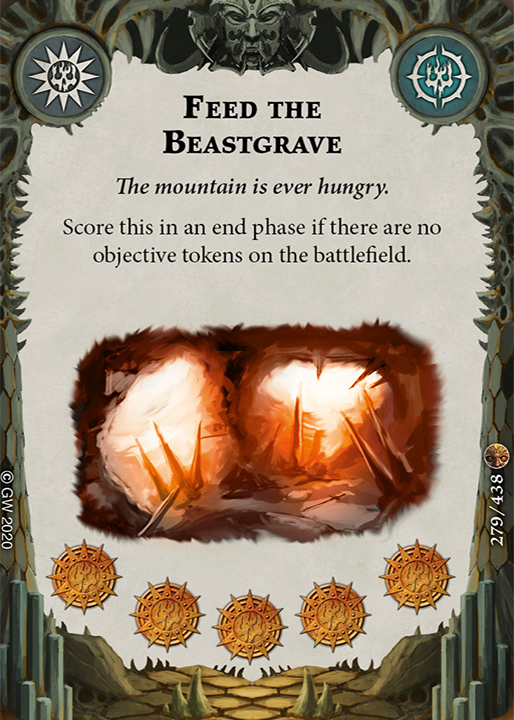 FEED THE
BEASTGRAVE
The mountain is ever hungry.
Score this in an end phase if there are no
objective tokens on the battlefield.
© GW 2020
279/438